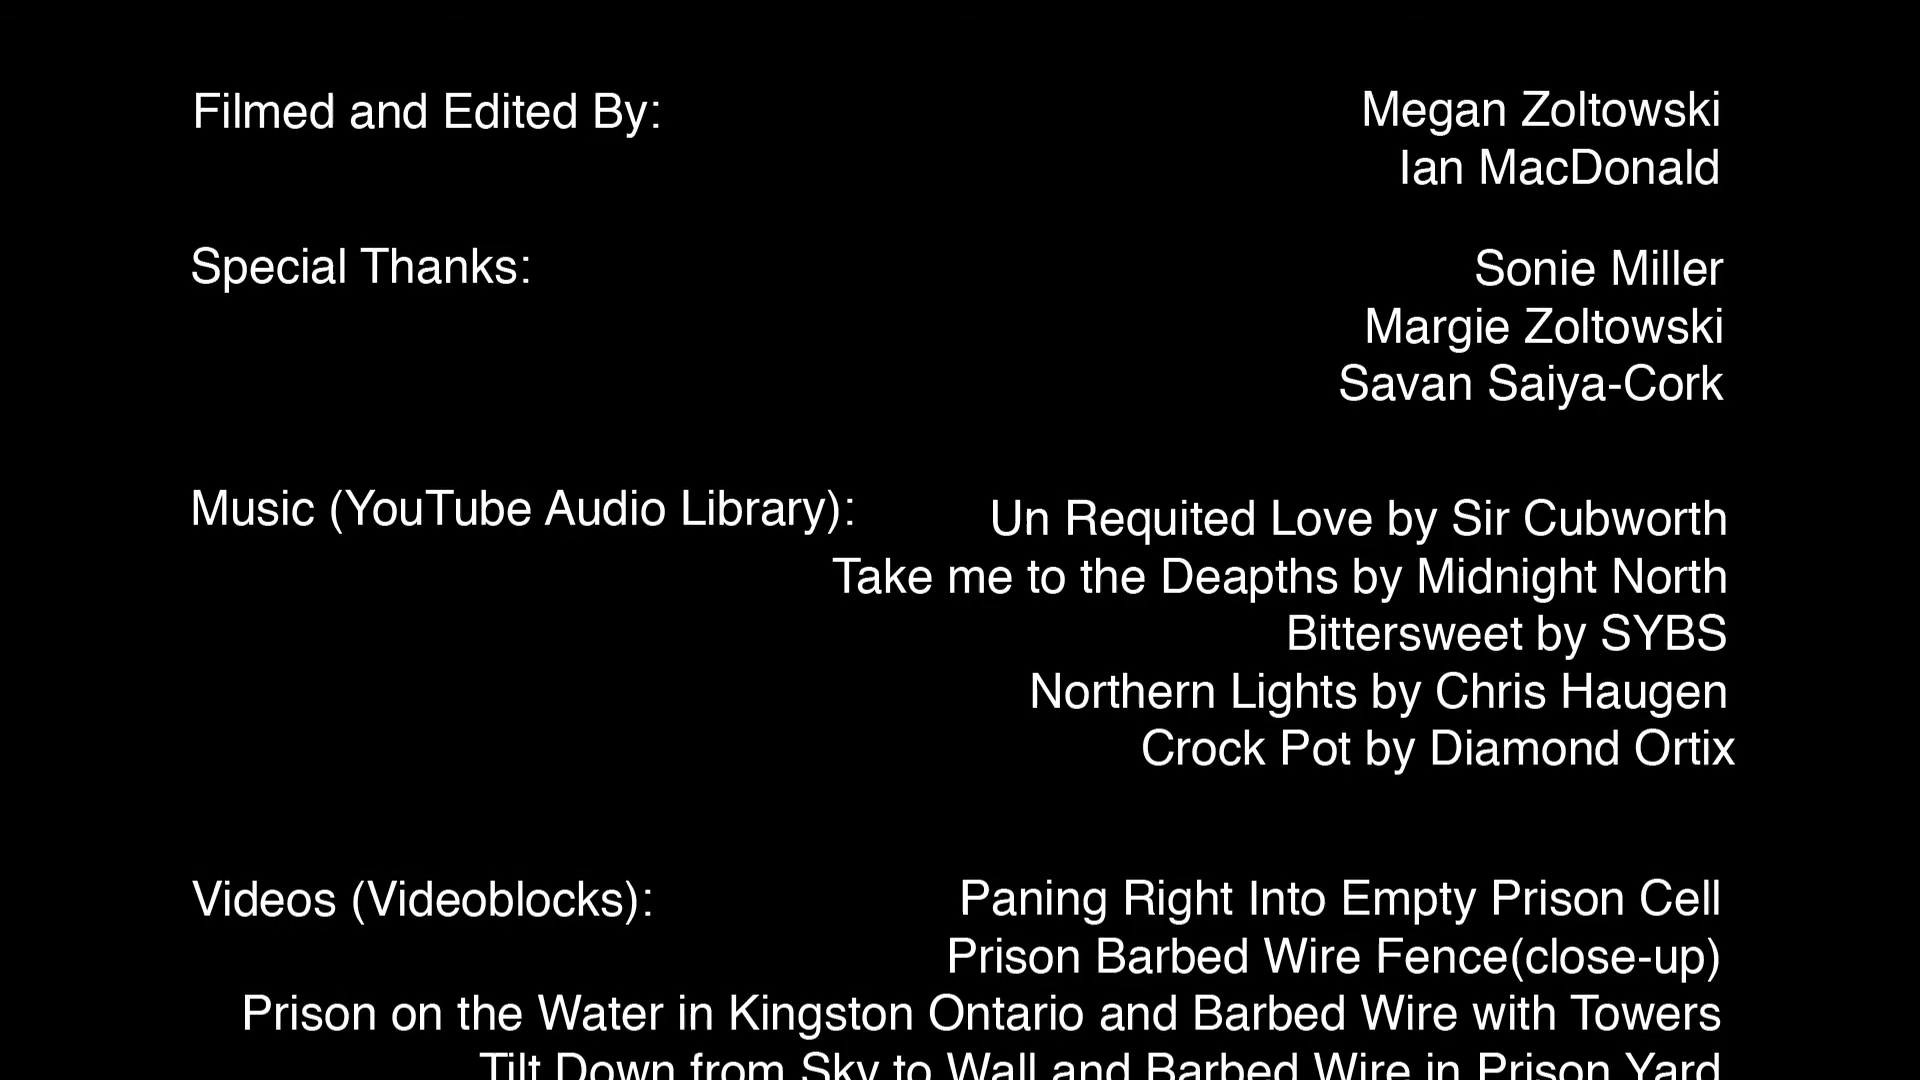 Filmed and Edited By:
Megan Zoltowski
Ian MacDonald
Special Thanks:
Sonie Miller
Margie Zoltowski
Savan Saiya-Cork
Music (YouTube Audio Library):
Un Requited Love by Sir Cubworth
Take me to the Deapths by Midnight North
Bittersweet by SYBS
Northern Lights by Chris Haugen
Crock Pot by Diamond Ortix
Videos (Videoblocks):
Paning Right Into Empty Prison Cell
Prison Barbed Wire Fence(close-up)
Prison on the Water in Kingston Ontario and Barbed Wire with Towers
Tilt Down from Sky to Wall and Barbed Wire in Prison Yard